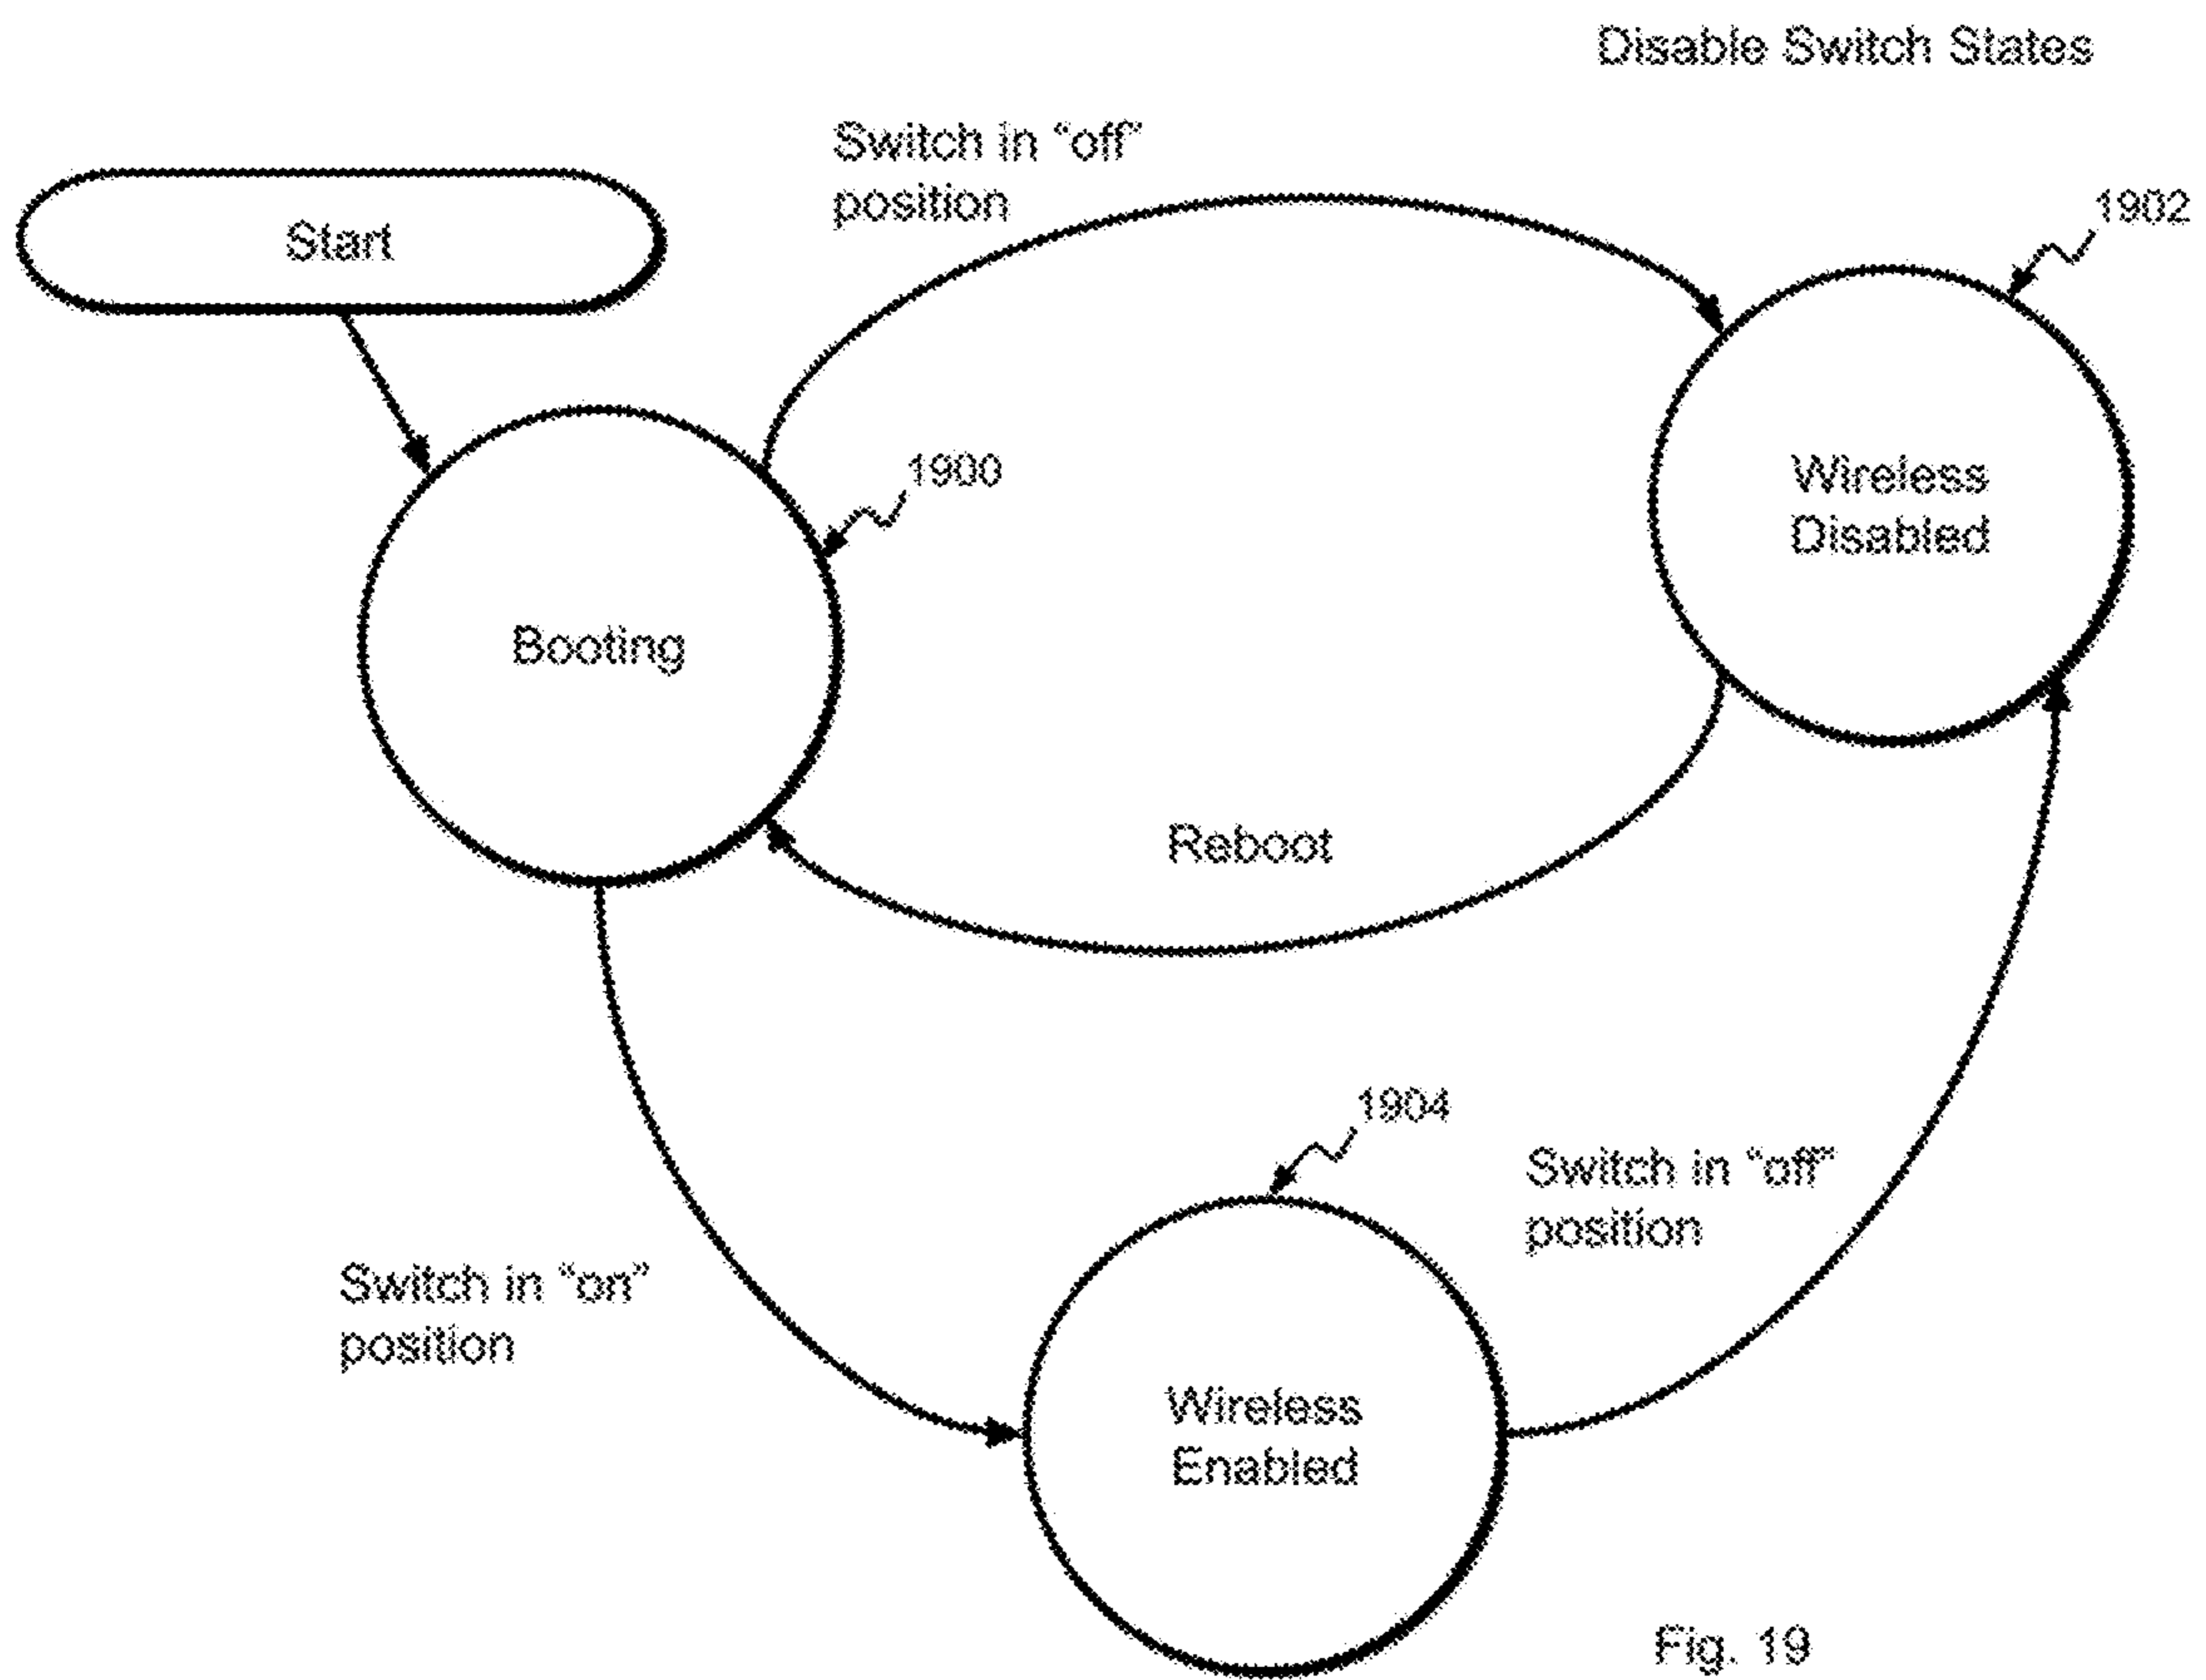 Disable Switch States
Switch in "off"
position
1902
Start
1900
Wireless
Disabled
Booting
Reboot
1904
Switch in "off"
position
Switch in "on"
position
Wireless
Enabled
Fig. 19